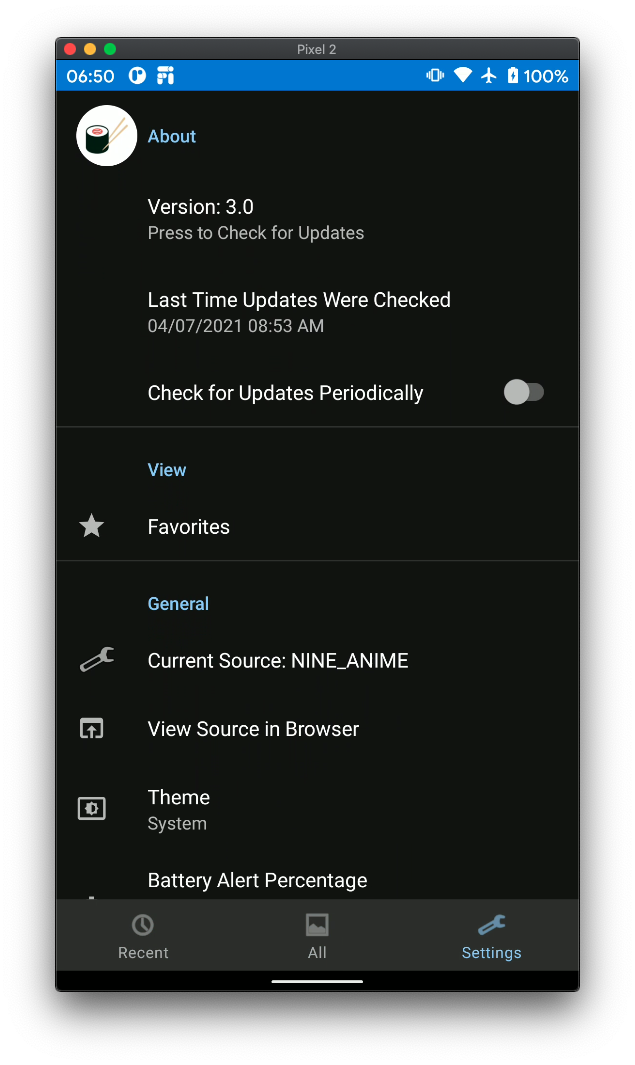 Pixel 2
06:50
100%
About
Version: 3.0
Press to Check for Updates
Last Time Updates Were Checked
04/07/2021 08:53 AM
Check for Updates Periodically
View
Favorites
General
Current Source: NINE_ANIME
View Source in Browser
Theme
System
Battery Alert Percentage
Recent
All
Settings